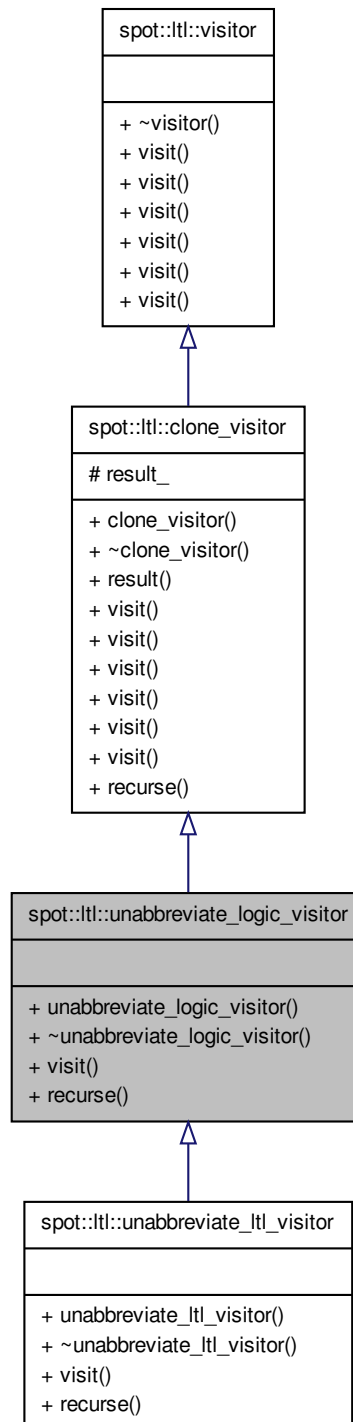 spot::ltl::visitor
+ ~visitor()
+ visit()
+ visit()
+ visit()
+ visit()
+ visit()
+ visit()
spot::ltl::clone_visitor
# result_
+ clone_visitor()
+ ~clone_visitor()
+ result()
+ visit()
+ visit()
+ visit()
+ visit()
+ visit()
+ visit()
+ recurse()
spot::ltl::unabbreviate_logic_visitor
+ unabbreviate_logic_visitor()
+ ~unabbreviate_logic_visitor()
+ visit()
+ recurse()
spot::ltl::unabbreviate_ltl_visitor
+ unabbreviate_ltl_visitor()
+ ~unabbreviate_ltl_visitor()
+ visit()
+ recurse()